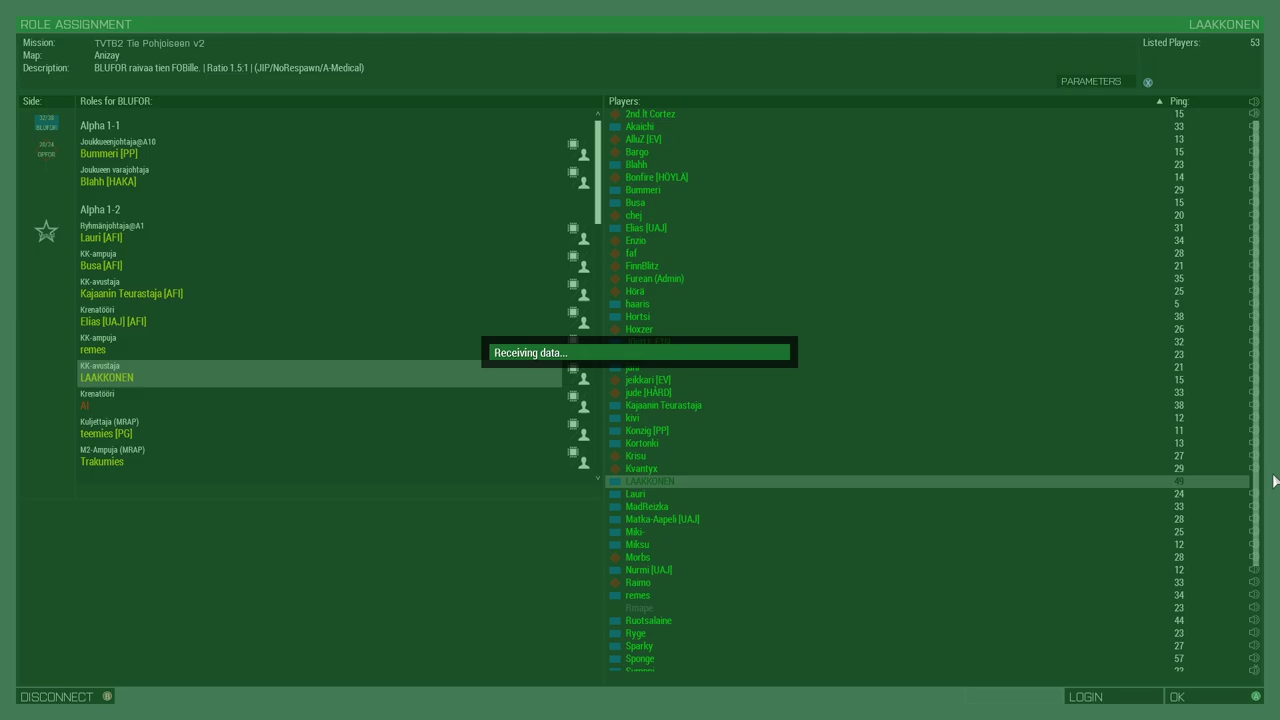 ROLE ASSIGNMENT
LAAKKONEN
Mission: TVT82 Tie Pohjoiseen v2
Map: Anizay
Description: BLUFOR raivaa tien FOBille. | Ratio 1.5:1 | (JIP/NoRespawn/A-Medical)
Listed Players: 53
PARAMETERS X
Side:
BLUFOR
OPFOR
Roles for BLUFOR:
Alpha 1-1
Joukkueenjohtaja@A10
Bummeri [PP]
Joukueen varajohtaja
Blahh [HAKA]
Alpha 1-2
Ryhmänjohtaja@A1
Lauri [AFI]
KK-ampuja
Busa [AFI]
KK-avustaja
Kajaanin Teurastaja [AFI]
Krenatööri
Elias [UAJ] [AFI]
KK-ampuja
remes
KK-avustaja
LAAKKONEN
Krenatööri
AI
Kuljettaja (MRAP)
teemies [PG]
M2-Ampuja (MRAP)
Trakumies
Players: Ping:
2nd lt Cortez 15
Akaichi 33
AlluZ [EV] 13
Bargo 15
Blahh 23
Bonfire [HÖYLÄ] 14
Bummeri 29
Busa 15
chej 20
Elias [UAJ] 31
Enzio 34
faf 28
FinnBlitz 21
Furean (Admin) 35
Hörä 25
haaris 5
Hortsi 38
Hoxzer 26
32
23
21
jeikkari [EV] 15
jude [HÄRD] 33
Kajaanin Teurastaja 38
kivi 12
Konzig [PP] 11
Kortonki 13
Krisu 27
Kvantyx 29
LAAKKONEN 49
Lauri 24
MadReizka 33
Matka-Aapeli [UAJ] 28
Miki- 25
Miksu 12
Morbs 28
Nurmi [UAJ] 12
Raimo 33
remes 34
Rmape 23
Ruotsalaine 44
Ryge 23
Sparky 27
Sponge 57
Receiving data...
DISCONNECT B
LOGIN
OK A